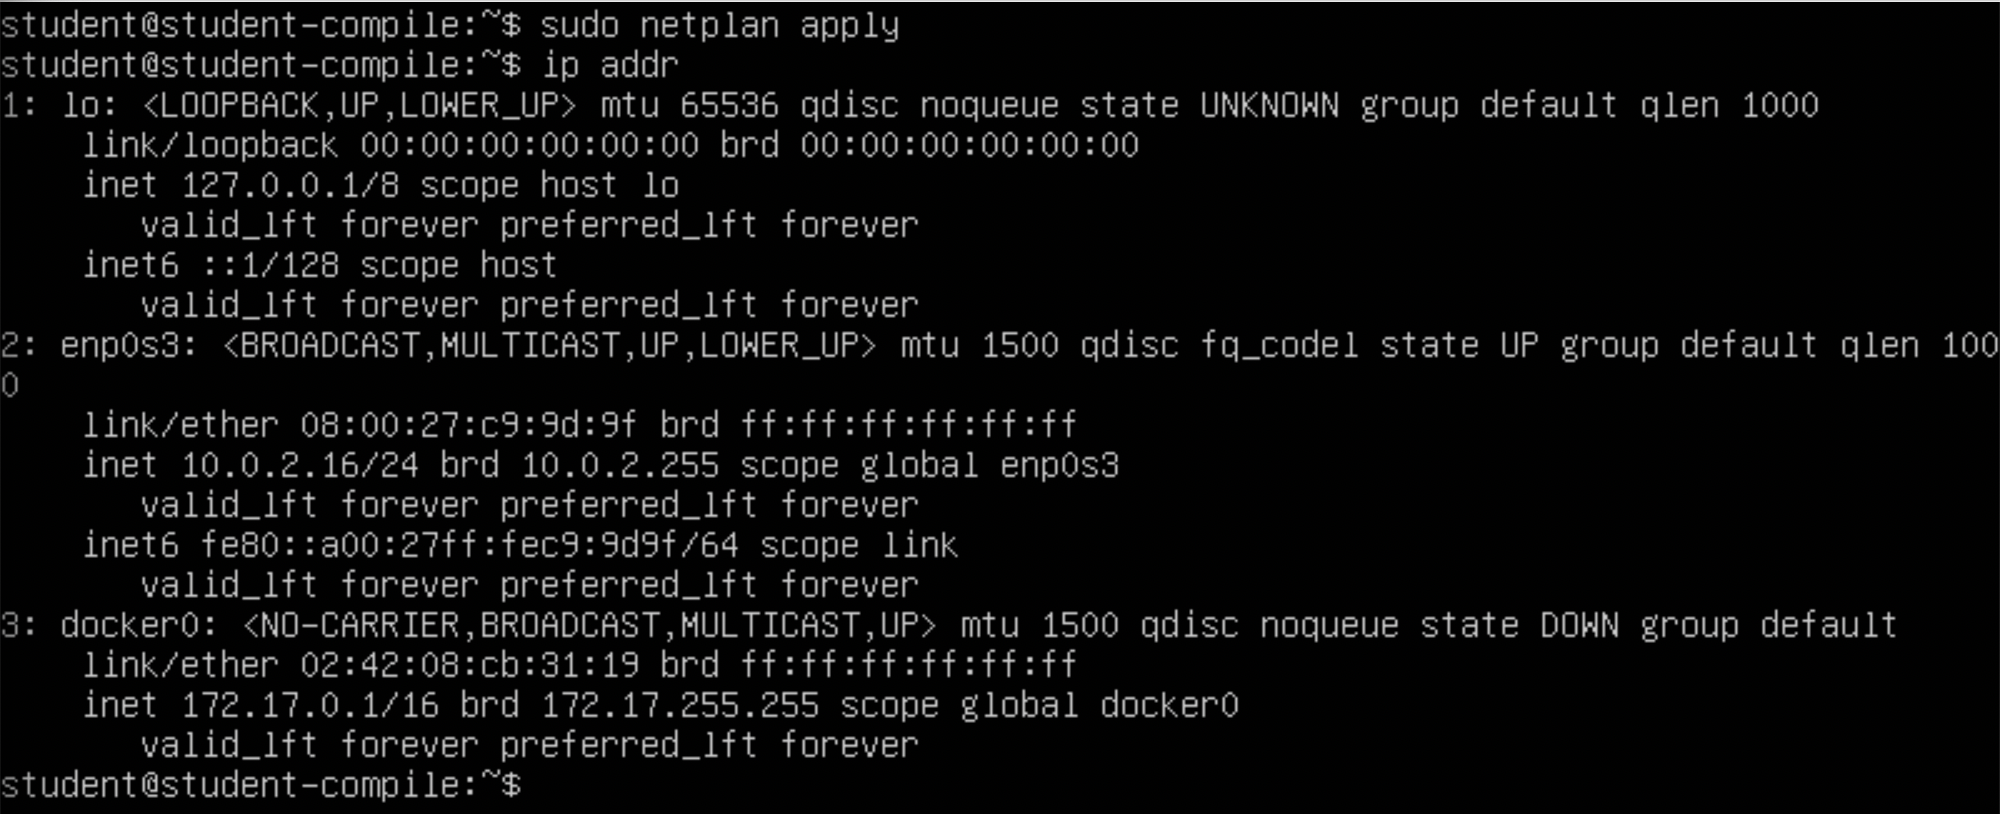 student@student-compile:~$ sudo netplan apply
student@student-compile:~$ ip addr
1: lo: <LOOPBACK,UP,LOWER_UP> mtu 65536 qdisc noqueue state UNKNOWN group default qlen 1000
    link/loopback 00:00:00:00:00:00 brd 00:00:00:00:00:00
    inet 127.0.0.1/8 scope host lo
       valid_lft forever preferred_lft forever
    inet6 ::1/128 scope host
       valid_lft forever preferred_lft forever
2: enp0s3: <BROADCAST,MULTICAST,UP,LOWER_UP> mtu 1500 qdisc fq_codel state UP group default qlen 100
0
    link/ether 08:00:27:c9:9d:9f brd ff:ff:ff:ff:ff:ff
    inet 10.0.2.16/24 brd 10.0.2.255 scope global enp0s3
       valid_lft forever preferred_lft forever
    inet6 fe80::a00:27ff:fec9:9d9f/64 scope link
       valid_lft forever preferred_lft forever
3: docker0: <NO-CARRIER,BROADCAST,MULTICAST,UP> mtu 1500 qdisc noqueue state DOWN group default
    link/ether 02:42:08:cb:31:19 brd ff:ff:ff:ff:ff:ff
    inet 172.17.0.1/16 brd 172.17.255.255 scope global docker0
       valid_lft forever preferred_lft forever
student@student-compile:~$